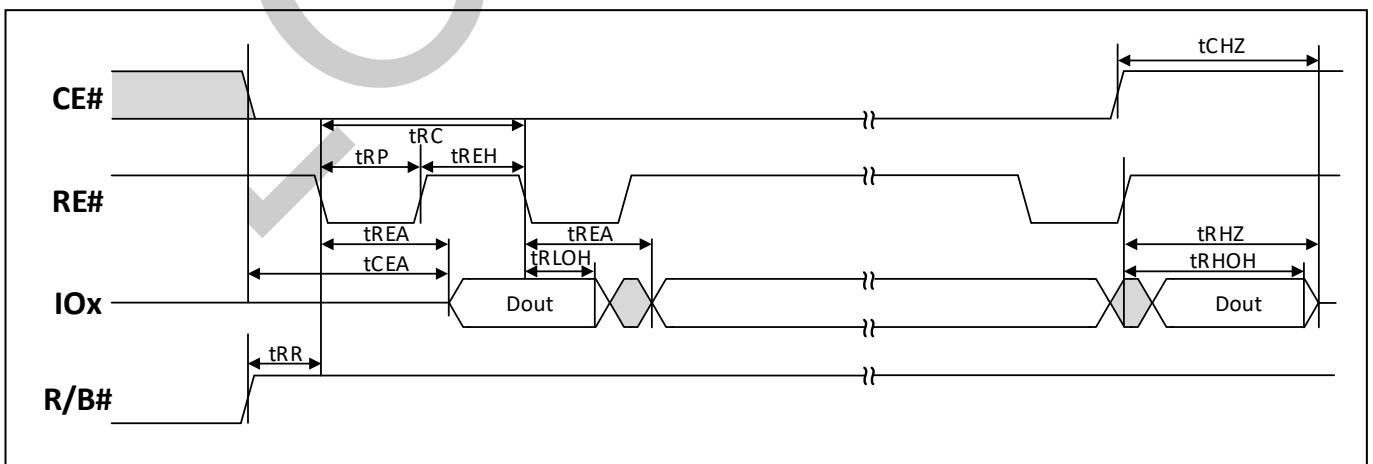 tCHZ
CE#
tRC
tRP tREH
RE#
tREA tREA tRHZ
tCEA tRLOH tRHOH
IOx Dout Dout
tRR
R/B#